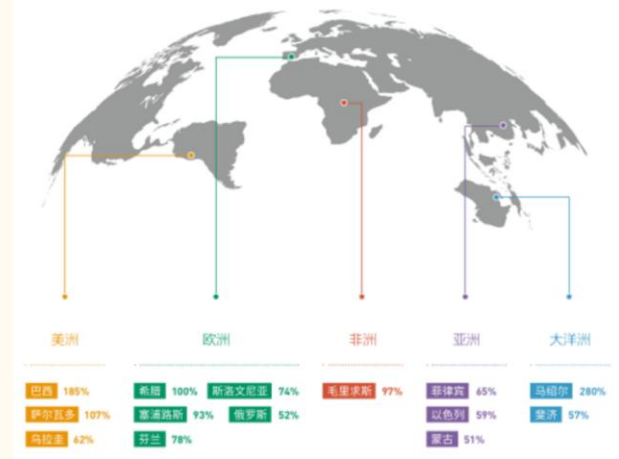 美洲
巴西 185%
萨尔瓦多 107%
乌拉圭 62%
欧洲
希腊 100% 斯洛文尼亚 74%
塞浦路斯 93% 俄罗斯 52%
芬兰 78%
非洲
毛里求斯 97%
亚洲
菲律宾 65%
以色列 59%
蒙古 51%
大洋洲
马绍尔 280%
斐济 57%